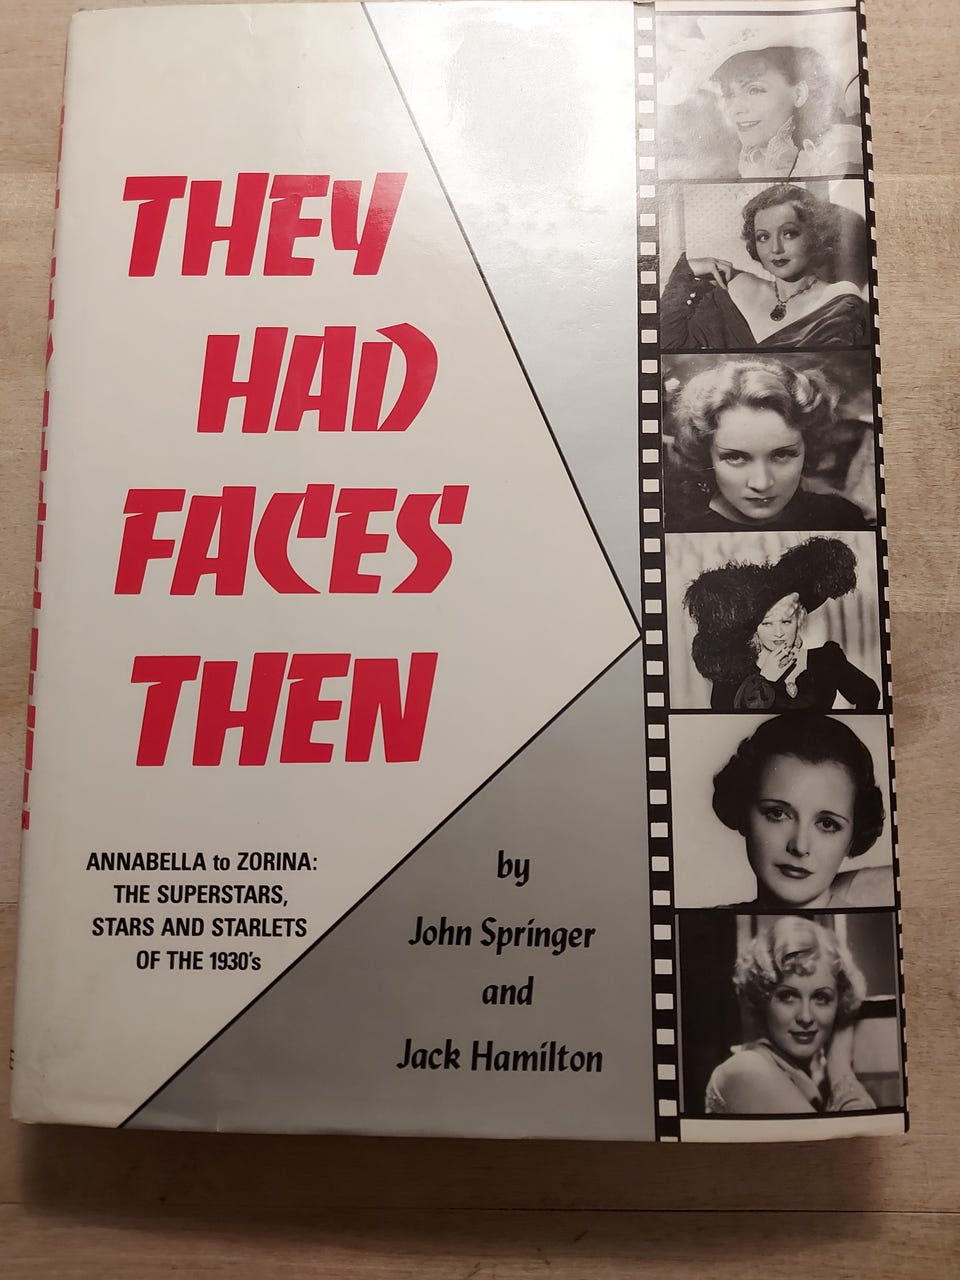 THEY
HAD
FACES
THEN
ANNABELLA to ZORINA:
THE SUPERSTARS,
STARS AND STARLETS
OF THE 1930's
by
John Springer
and
Jack Hamilton